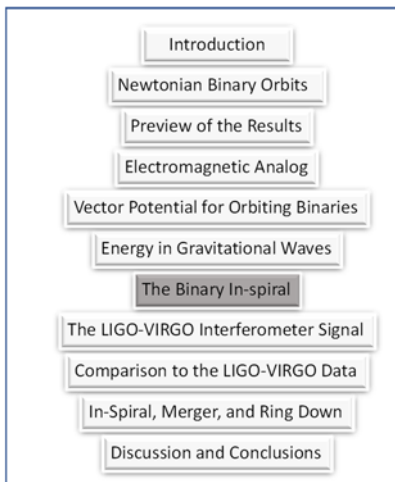 Introduction
Newtonian Binary Orbits
Preview of the Results
Electromagnetic Analog
Vector Potential for Orbiting Binaries
Energy in Gravitational Waves
The Binary In-spiral
The LIGO-VIRGO Interferometer Signal
Comparison to the LIGO-VIRGO Data
In-Spiral, Merger, and Ring Down
Discussion and Conclusions